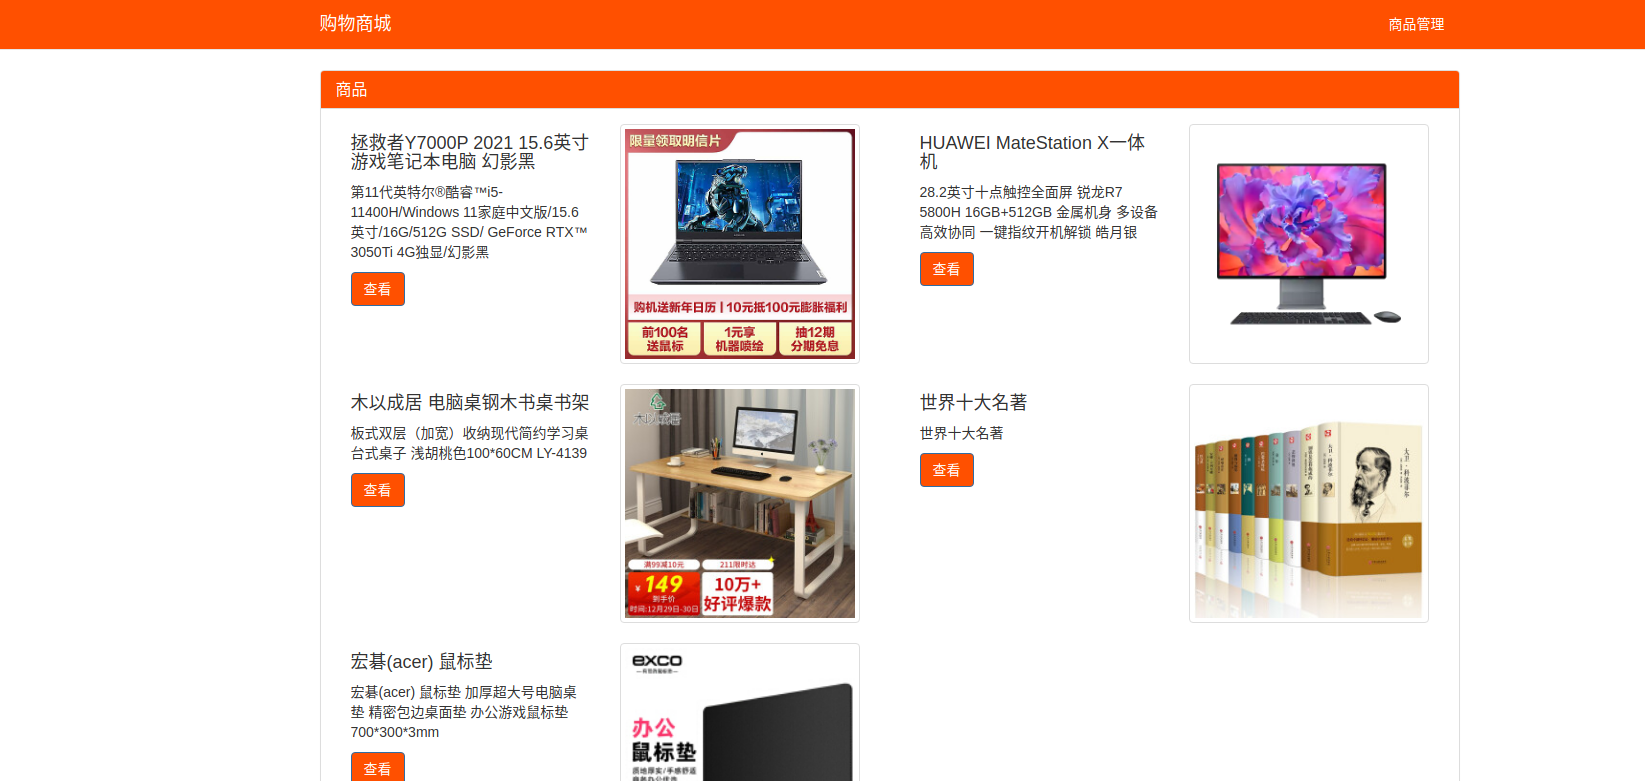 购物商城
商品管理
商品
拯救者Y7000P 2021 15.6英寸
游戏笔记本电脑 幻影黑
第11代英特尔®酷睿™i5-
11400H/Windows 11家庭中文版/15.6
英寸/16G/512G SSD/ GeForce RTX™
3050Ti 4G独显/幻影黑
查看
限量领取明信片
购机送新年日历 | 10元抵100元膨胀福利
前100名
送鼠标
1元享
机器喷绘
抽12期
分期免息
HUAWEI MateStation X一体
机
28.2英寸十点触控全面屏 锐龙R7
5800H 16GB+512GB 金属机身 多设备
高效协同 一键指纹开机解锁 皓月银
查看
木以成居 电脑桌钢木书桌书架
板式双层（加宽）收纳现代简约学习桌
台式桌子 浅胡桃色100*60CM LY-4139
查看
木以成居
满99减10元
211限时达
¥149
到手价
时间:12月29日-30日
10万+
好评爆款
世界十大名著
世界十大名著
查看
大卫·科波菲尔
宏碁(acer) 鼠标垫
宏碁(acer) 鼠标垫 加厚超大号电脑桌
垫 精密包边桌面垫 办公游戏鼠标垫
700*300*3mm
查看
exco
办公
鼠标垫
质地厚实/手感舒适